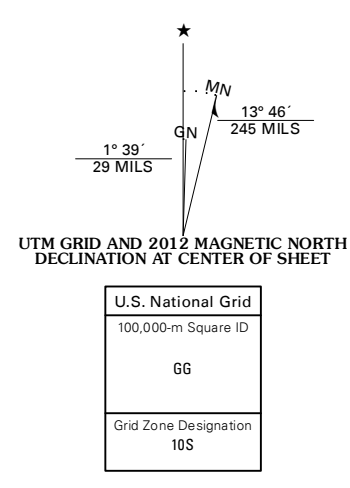 ★
MN
13° 46´
245 MILS
GN
1° 39´
29 MILS
UTM GRID AND 2012 MAGNETIC NORTH
DECLINATION AT CENTER OF SHEET
U.S. National Grid
100,000-m Square ID
GG
Grid Zone Designation
10S